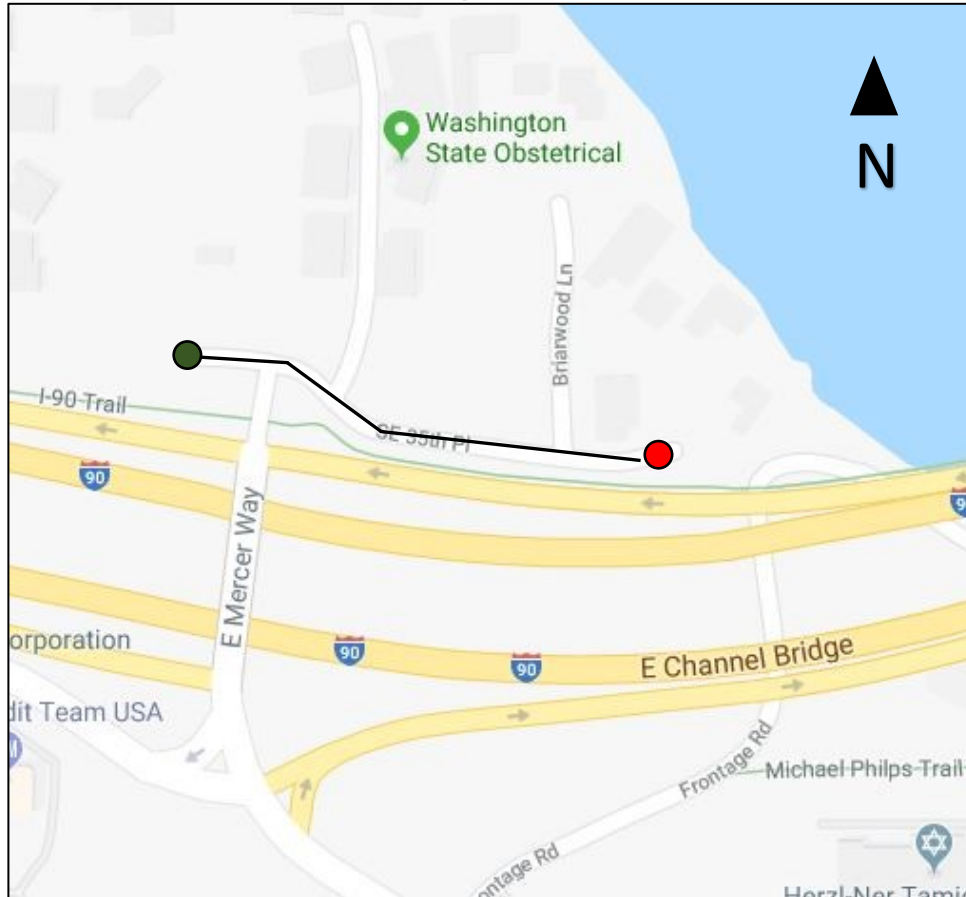 Washington
State Obstetrical
N
Briarwood Ln
I-90 Trail
SE 35th Pl
90
90
E Mercer Way
orporation
90
90
E Channel Bridge
dit Team USA
Frontage Rd
Michael Philps Trail
ontage Rd
Herzl-Ner Tamid